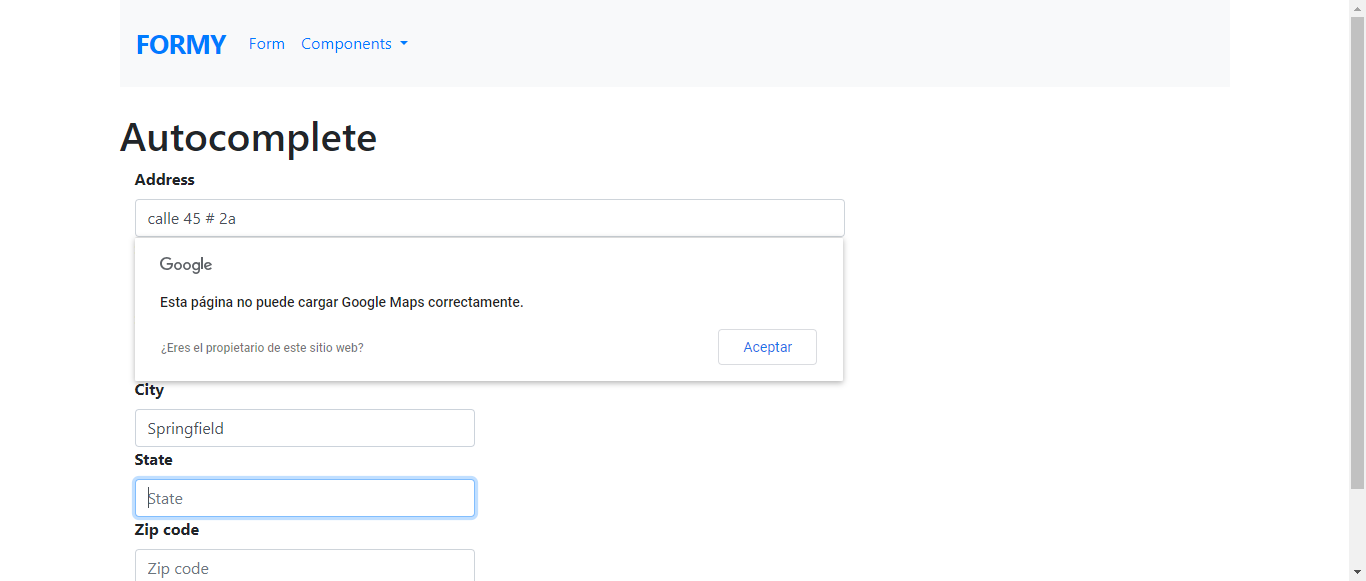 FORMY Form Components
Autocomplete
Address
calle 45 # 2a
Google
Esta página no puede cargar Google Maps correctamente.
¿Eres el propietario de este sitio web? Aceptar
City
Springfield
State
State
Zip code
Zip code